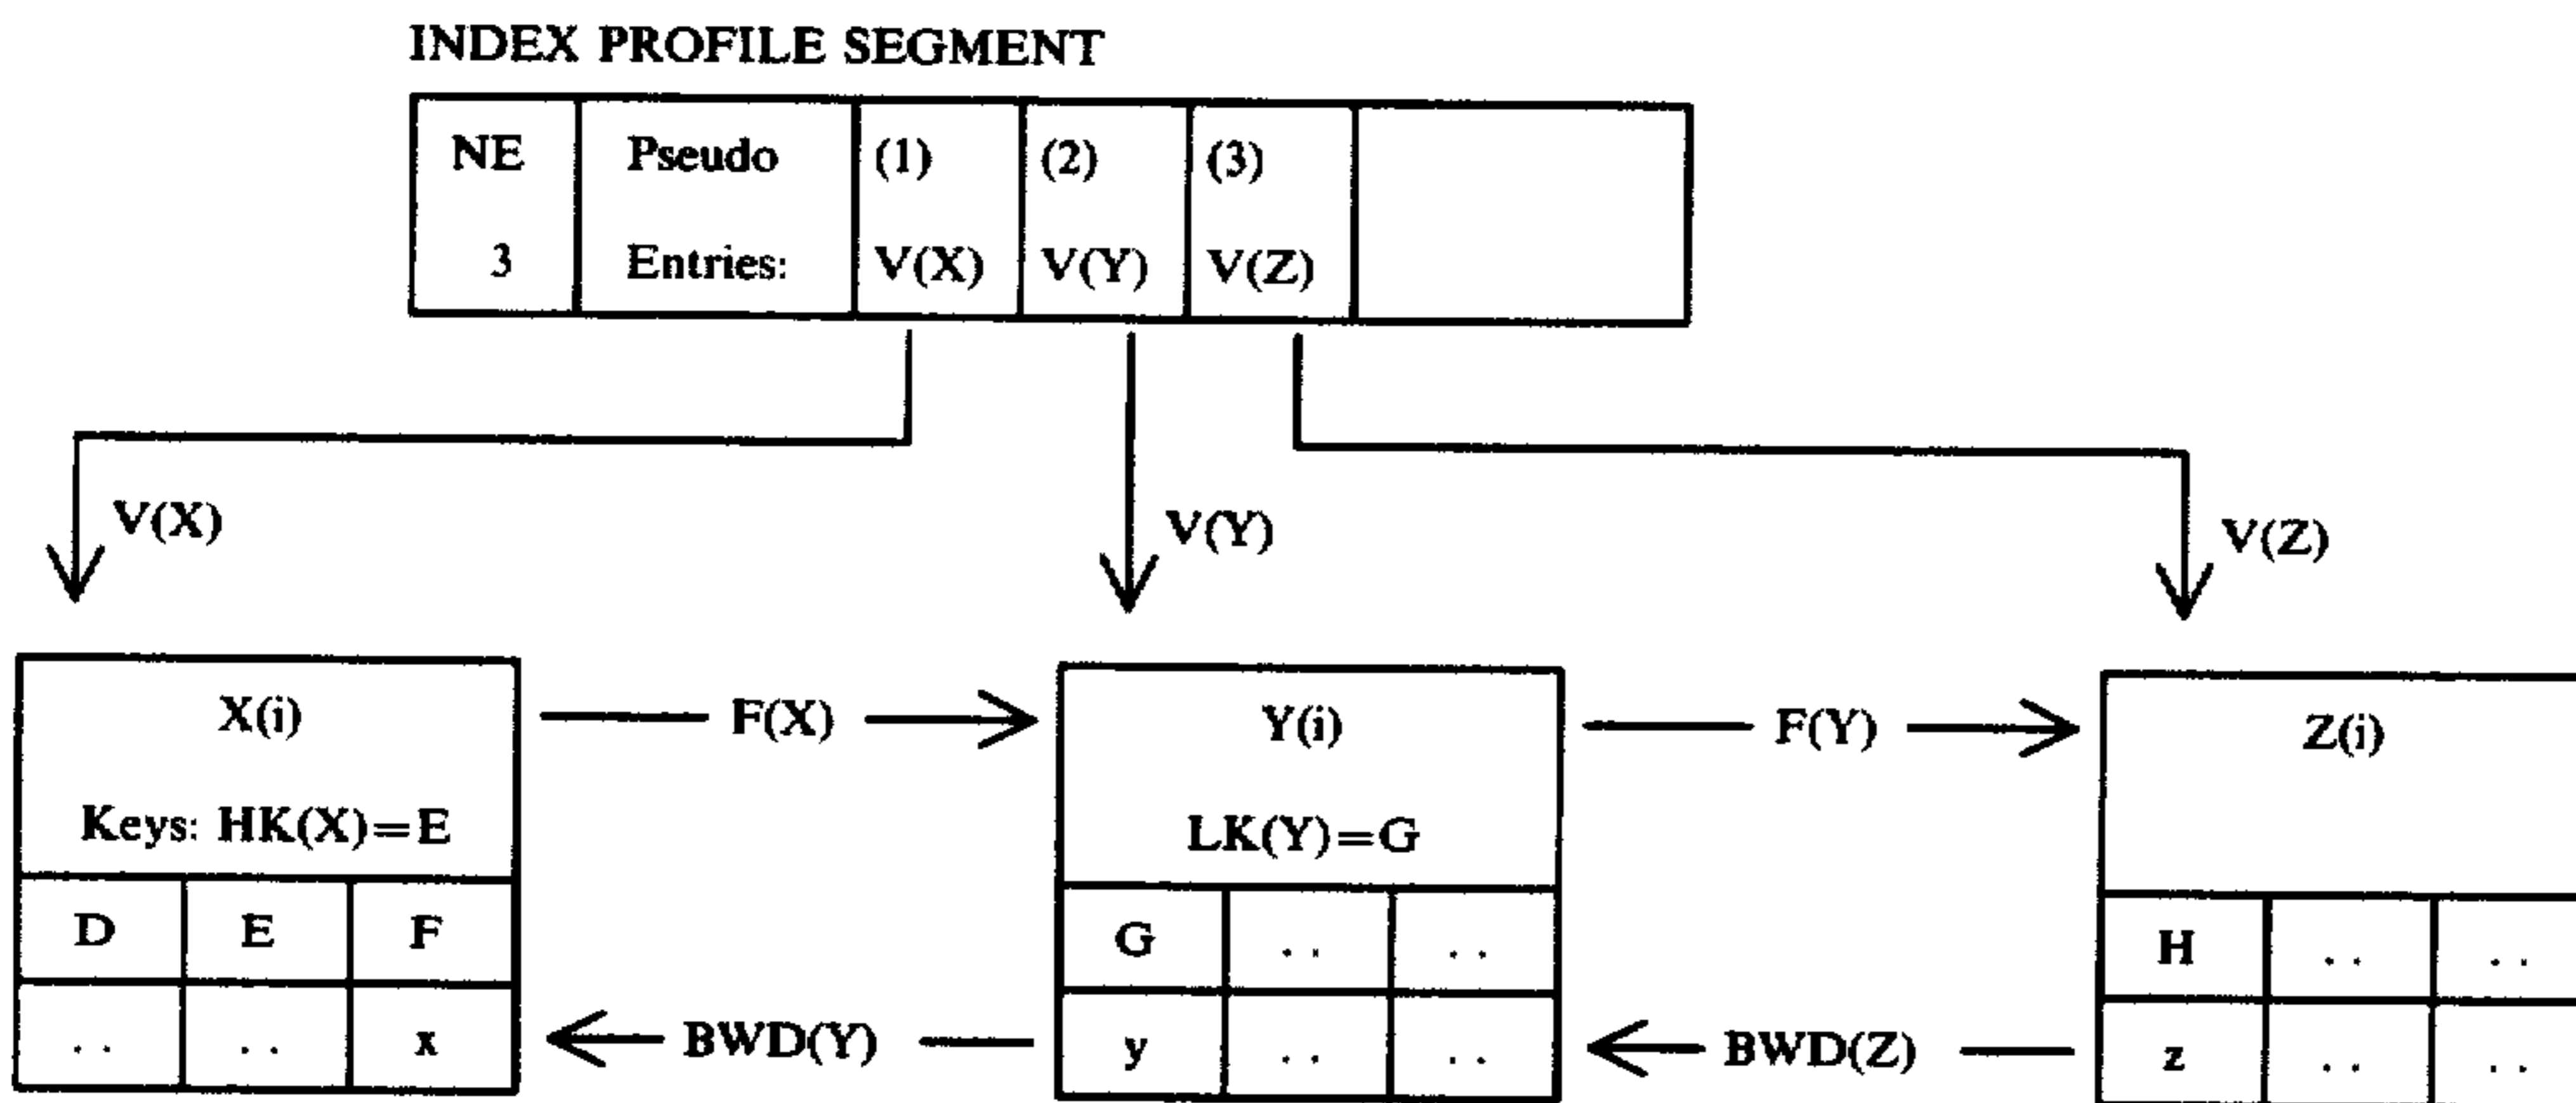 INDEX PROFILE SEGMENT
NE Pseudo (1) (2) (3)
3 Entries: V(X) V(Y) V(Z)
V(X) V(Y) V(Z)
X(i) F(X) Y(i) F(Y) Z(i)
Keys: HK(X)=E LK(Y)=G
D E F G .. .. H .. ..
.. .. x BWD(Y) y .. .. BWD(Z) z .. ..